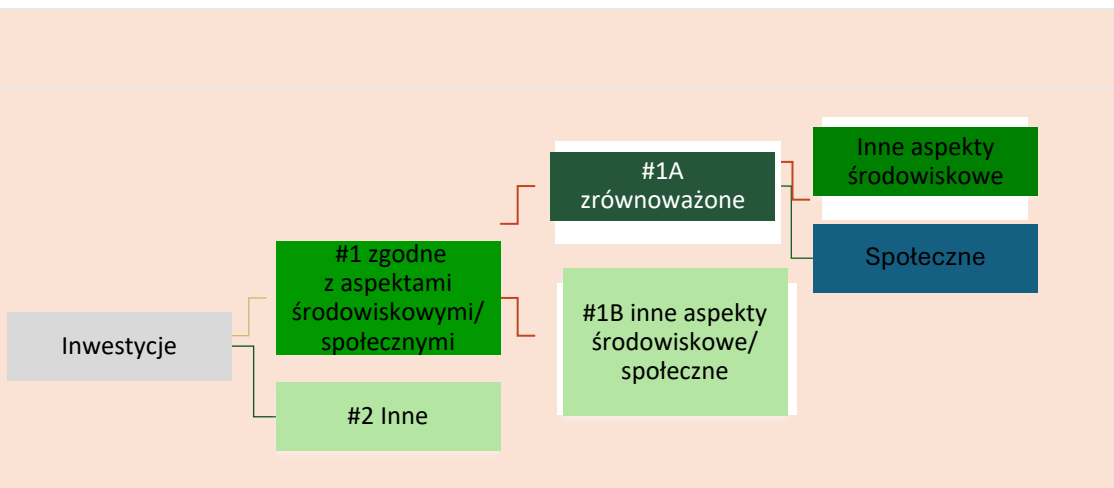 Inwestycje
#1 zgodne
z aspektami
środowiskowymi/
społecznymi
#2 Inne
#1A
zrównoważone
#1B inne aspekty
środowiskowe/
społeczne
Inne aspekty
środowiskowe
Społeczne